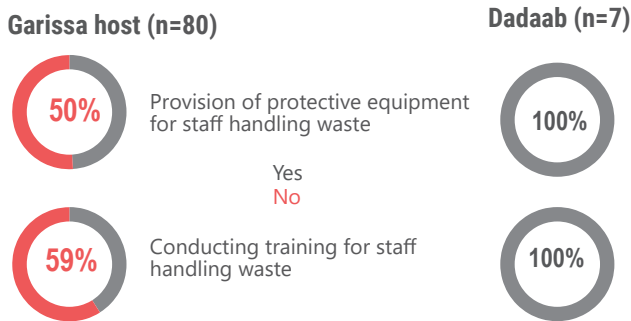 Garissa host (n=80)
Dadaab (n=7)
50%
Provision of protective equipment
for staff handling waste
100%
Yes
No
59%
Conducting training for staff
handling waste
100%